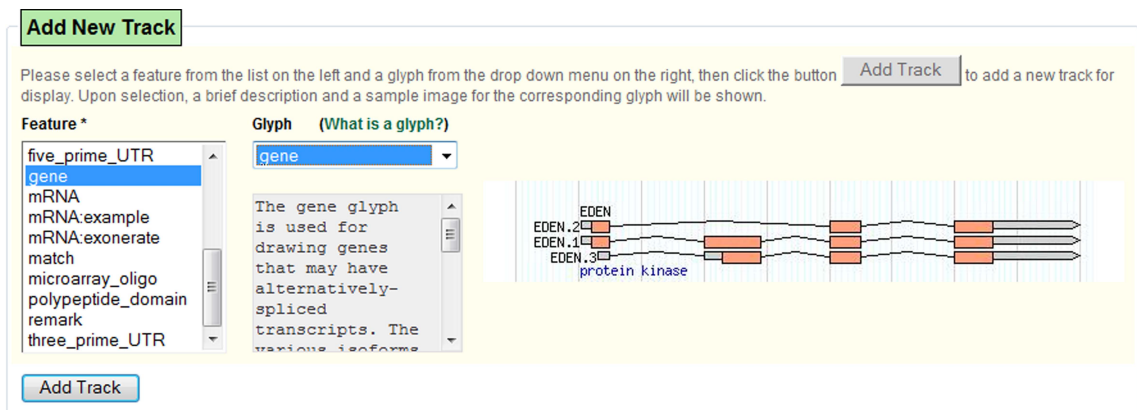 Add New Track
Please select a feature from the list on the left and a glyph from the drop down menu on the right, then click the button Add Track to add a new track for
display. Upon selection, a brief description and a sample image for the corresponding glyph will be shown.
Feature * Glyph (What is a glyph?)
five_prime_UTR
gene
mRNA
mRNA:example
mRNA:exonerate
match
microarray_oligo
polypeptide_domain
remark
three_prime_UTR
gene
The gene glyph
is used for
drawing genes
that may have
alternatively-
spliced
transcripts. The
various isoforms
EDEN
EDEN.2
EDEN.1
EDEN.3
protein kinase
Add Track